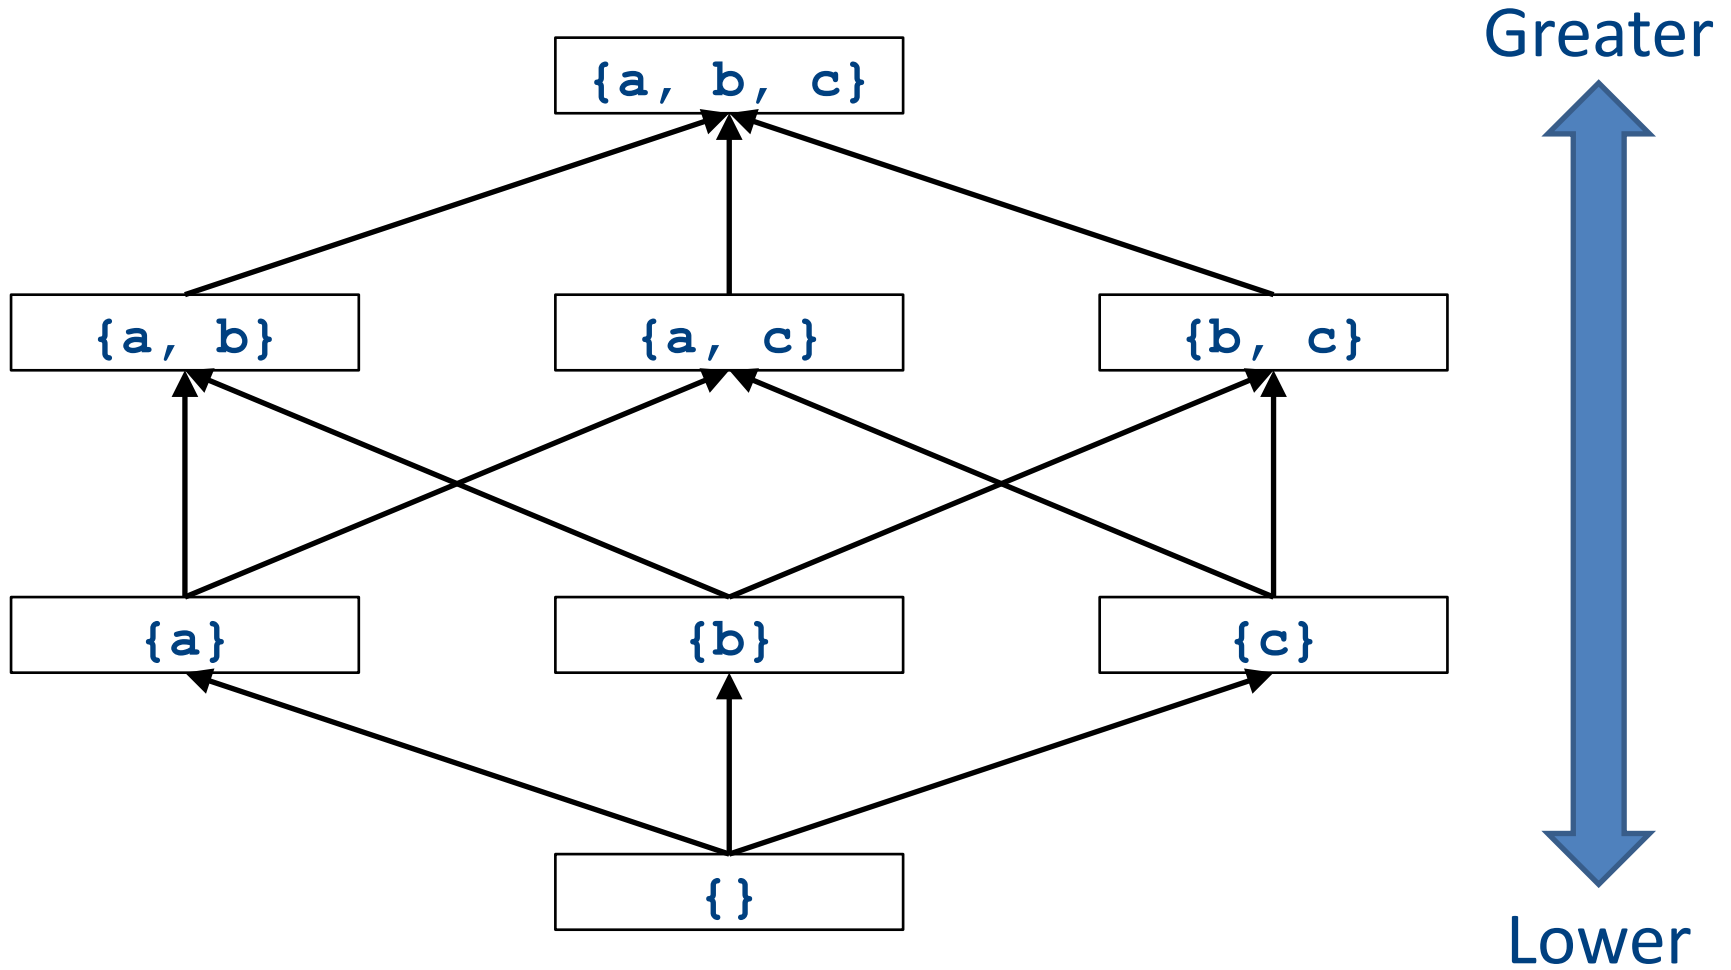 Greater
{a, b, c}
{a, b}
{a, c}
{b, c}
{a}
{b}
{c}
{}
Lower